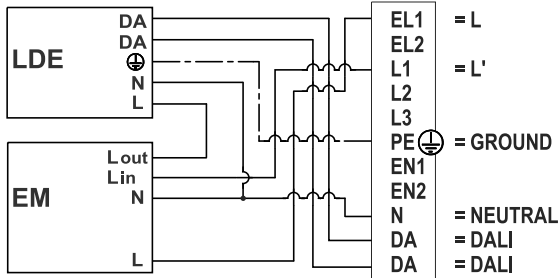 LDE
DA
DA
N
L
EM
Lout
Lin
N
L
EL1 = L
EL2
L1 = L'
L2
L3
PE = GROUND
EN1
EN2
N = NEUTRAL
DA = DALI
DA = DALI